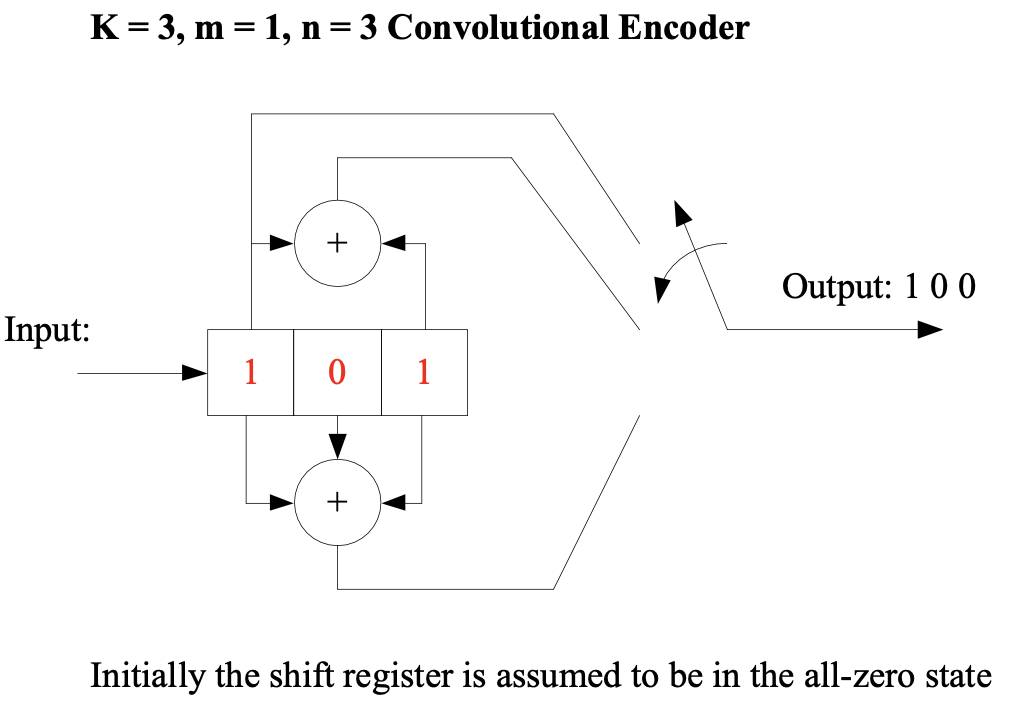 K = 3, m = 1, n = 3 Convolutional Encoder
+
Output: 1 0 0
Input:
1 0 1
+
Initially the shift register is assumed to be in the all-zero state